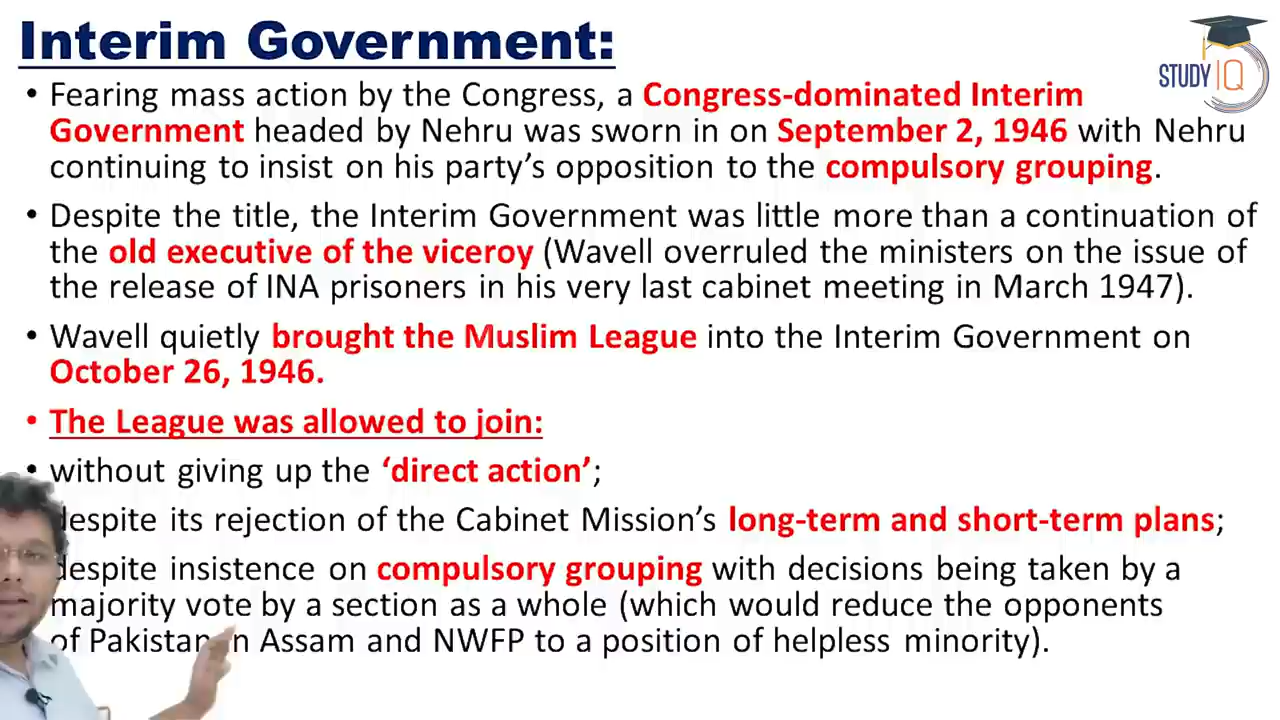 Interim Government:
STUDY IQ
• Fearing mass action by the Congress, a Congress-dominated Interim
Government headed by Nehru was sworn in on September 2, 1946 with Nehru
continuing to insist on his party’s opposition to the compulsory grouping.
• Despite the title, the Interim Government was little more than a continuation of
the old executive of the viceroy (Wavell overruled the ministers on the issue of
the release of INA prisoners in his very last cabinet meeting in March 1947).
• Wavell quietly brought the Muslim League into the Interim Government on
October 26, 1946.
• The League was allowed to join:
• without giving up the ‘direct action’;
despite its rejection of the Cabinet Mission’s long-term and short-term plans;
despite insistence on compulsory grouping with decisions being taken by a
majority vote by a section as a whole (which would reduce the opponents
of Pakistan in Assam and NWFP to a position of helpless minority).